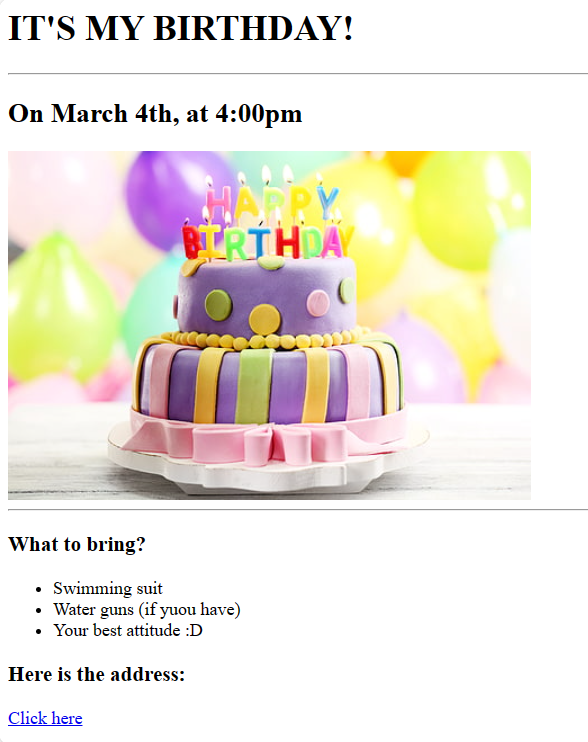 IT'S MY BIRTHDAY!
On March 4th, at 4:00pm
HAPPY
BIRTHDAY
What to bring?
Swimming suit
Water guns (if yuou have)
Your best attitude :D
Here is the address:
Click here